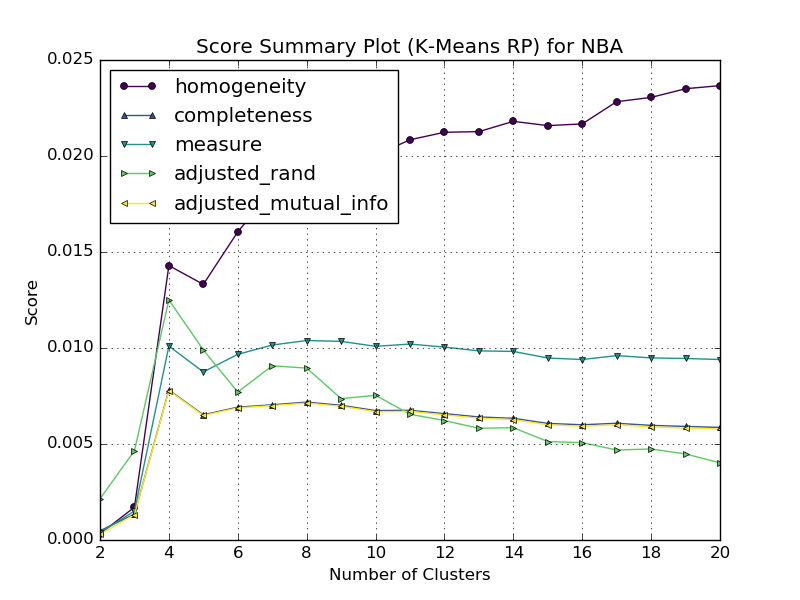 Score Summary Plot (K-Means RP) for NBA
0.025
0.020
0.015
0.010
0.005
0.000
Score
homogeneity
completeness
measure
adjusted_rand
adjusted_mutual_info
2 4 6 8 10 12 14 16 18 20
Number of Clusters